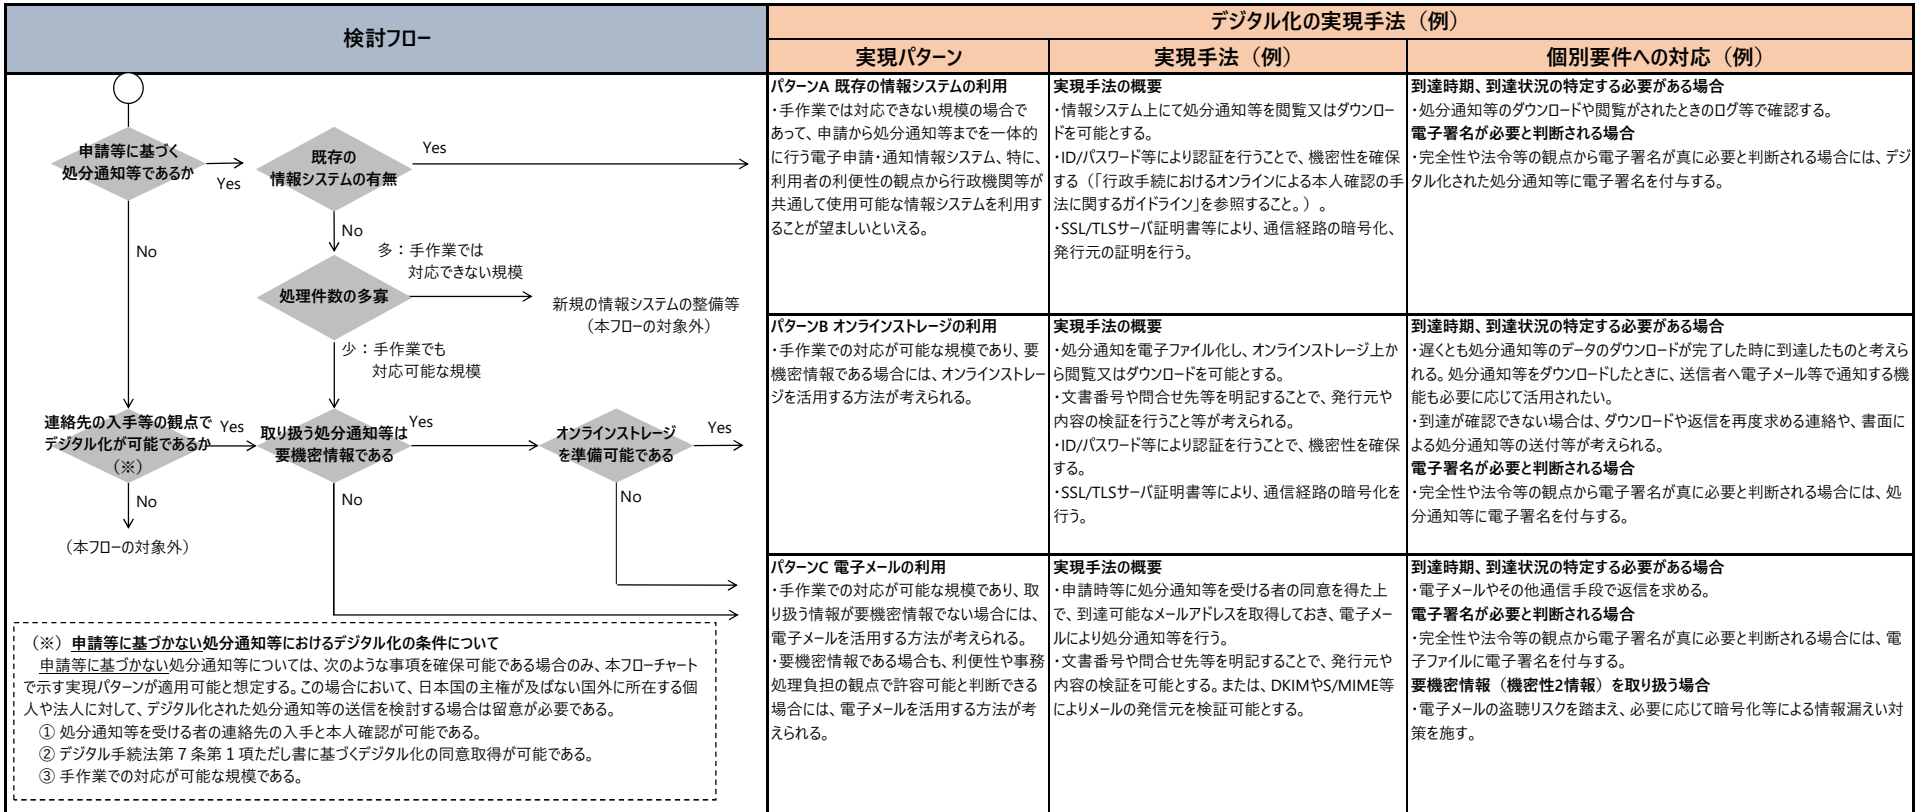 検討フロー
デジタル化の実現手法（例）
実現パターン
実現手法（例）
個別要件への対応（例）
申請等に基づく
処分通知等であるか
Yes
No
既存の
情報システムの有無
Yes
No
多：手作業では
対応できない規模
処理件数の多寡
新規の情報システムの整備等
（本フローの対象外）
少：手作業でも
対応可能な規模
連絡先の入手等の観点で
デジタル化が可能であるか
（※）
Yes
No
（本フローの対象外）
取り扱う処分通知等は
要機密情報である
Yes
No
オンラインストレージ
を準備可能である
Yes
No
（※）申請等に基づかない処分通知等におけるデジタル化の条件について
申請等に基づかない処分通知等については、次のような事項を確保可能である場合のみ、本フローチャート
で示す実現パターンが適用可能と想定する。この場合において、日本国の主権が及ばない国外に所在する個
人や法人に対して、デジタル化された処分通知等の送信を検討する場合は留意が必要である。
① 処分通知等を受ける者の連絡先の入手と本人確認が可能である。
② デジタル手続法第７条第１項ただし書に基づくデジタル化の同意取得が可能である。
③ 手作業での対応が可能な規模である。
パターンA 既存の情報システムの利用
・手作業では対応できない規模の場合で
あって、申請から処分通知等までを一体的
に行う電子申請・通知情報システム、特に、
利用者の利便性の観点から行政機関等が
共通して使用可能な情報システムを利用す
ることが望ましいといえる。
実現手法の概要
・情報システム上にて処分通知等を閲覧又はダウンロー
ドを可能とする。
・ID/パスワード等により認証を行うことで、機密性を確保
する（「行政手続におけるオンラインによる本人確認の手
法に関するガイドライン」を参照すること。）。
・SSL/TLSサーバ証明書等により、通信経路の暗号化、
発行元の証明を行う。
到達時期、到達状況の特定する必要がある場合
・処分通知等のダウンロードや閲覧がされたときのログ等で確認する。
電子署名が必要と判断される場合
・完全性や法令等の観点から電子署名が真に必要と判断される場合には、デジ
タル化された処分通知等に電子署名を付与する。
パターンB オンラインストレージの利用
・手作業での対応が可能な規模であり、要
機密情報である場合には、オンラインストレー
ジを活用する方法が考えられる。
実現手法の概要
・処分通知を電子ファイル化し、オンラインストレージ上か
ら閲覧又はダウンロードを可能とする。
・文書番号や問合せ先等を明記することで、発行元や
内容の検証を行うこと等が考えられる。
・ID/パスワード等により認証を行うことで、機密性を確保
する。
・SSL/TLSサーバ証明書等により、通信経路の暗号化を
行う。
到達時期、到達状況の特定する必要がある場合
・遅くとも処分通知等のデータのダウンロードが完了した時に到達したものと考えら
れる。処分通知等をダウンロードしたときに、送信者へ電子メール等で通知する機
能も必要に応じて活用されたい。
・到達が確認できない場合は、ダウンロードや返信を再度求める連絡や、書面に
よる処分通知等の送付等が考えられる。
電子署名が必要と判断される場合
・完全性や法令等の観点から電子署名が真に必要と判断される場合には、処
分通知等に電子署名を付与する。
パターンC 電子メールの利用
・手作業での対応が可能な規模であり、取
り扱う情報が要機密情報でない場合には、
電子メールを活用する方法が考えられる。
・要機密情報である場合も、利便性や事務
処理負担の観点で許容可能と判断できる
場合には、電子メールを活用する方法が考
えられる。
実現手法の概要
・申請時等に処分通知等を受ける者の同意を得た上
で、到達可能なメールアドレスを取得しておき、電子メー
ルにより処分通知等を行う。
・文書番号や問合せ先等を明記することで、発行元や
内容の検証を可能とする。または、DKIMやS/MIME等
によりメールの発信元を検証可能とする。
到達時期、到達状況の特定する必要がある場合
・電子メールやその他通信手段で返信を求める。
電子署名が必要と判断される場合
・完全性や法令等の観点から電子署名が真に必要と判断される場合には、電
子ファイルに電子署名を付与する。
要機密情報（機密性2情報）を取り扱う場合
・電子メールの盗聴リスクを踏まえ、必要に応じて暗号化等による情報漏えい対
策を施す。